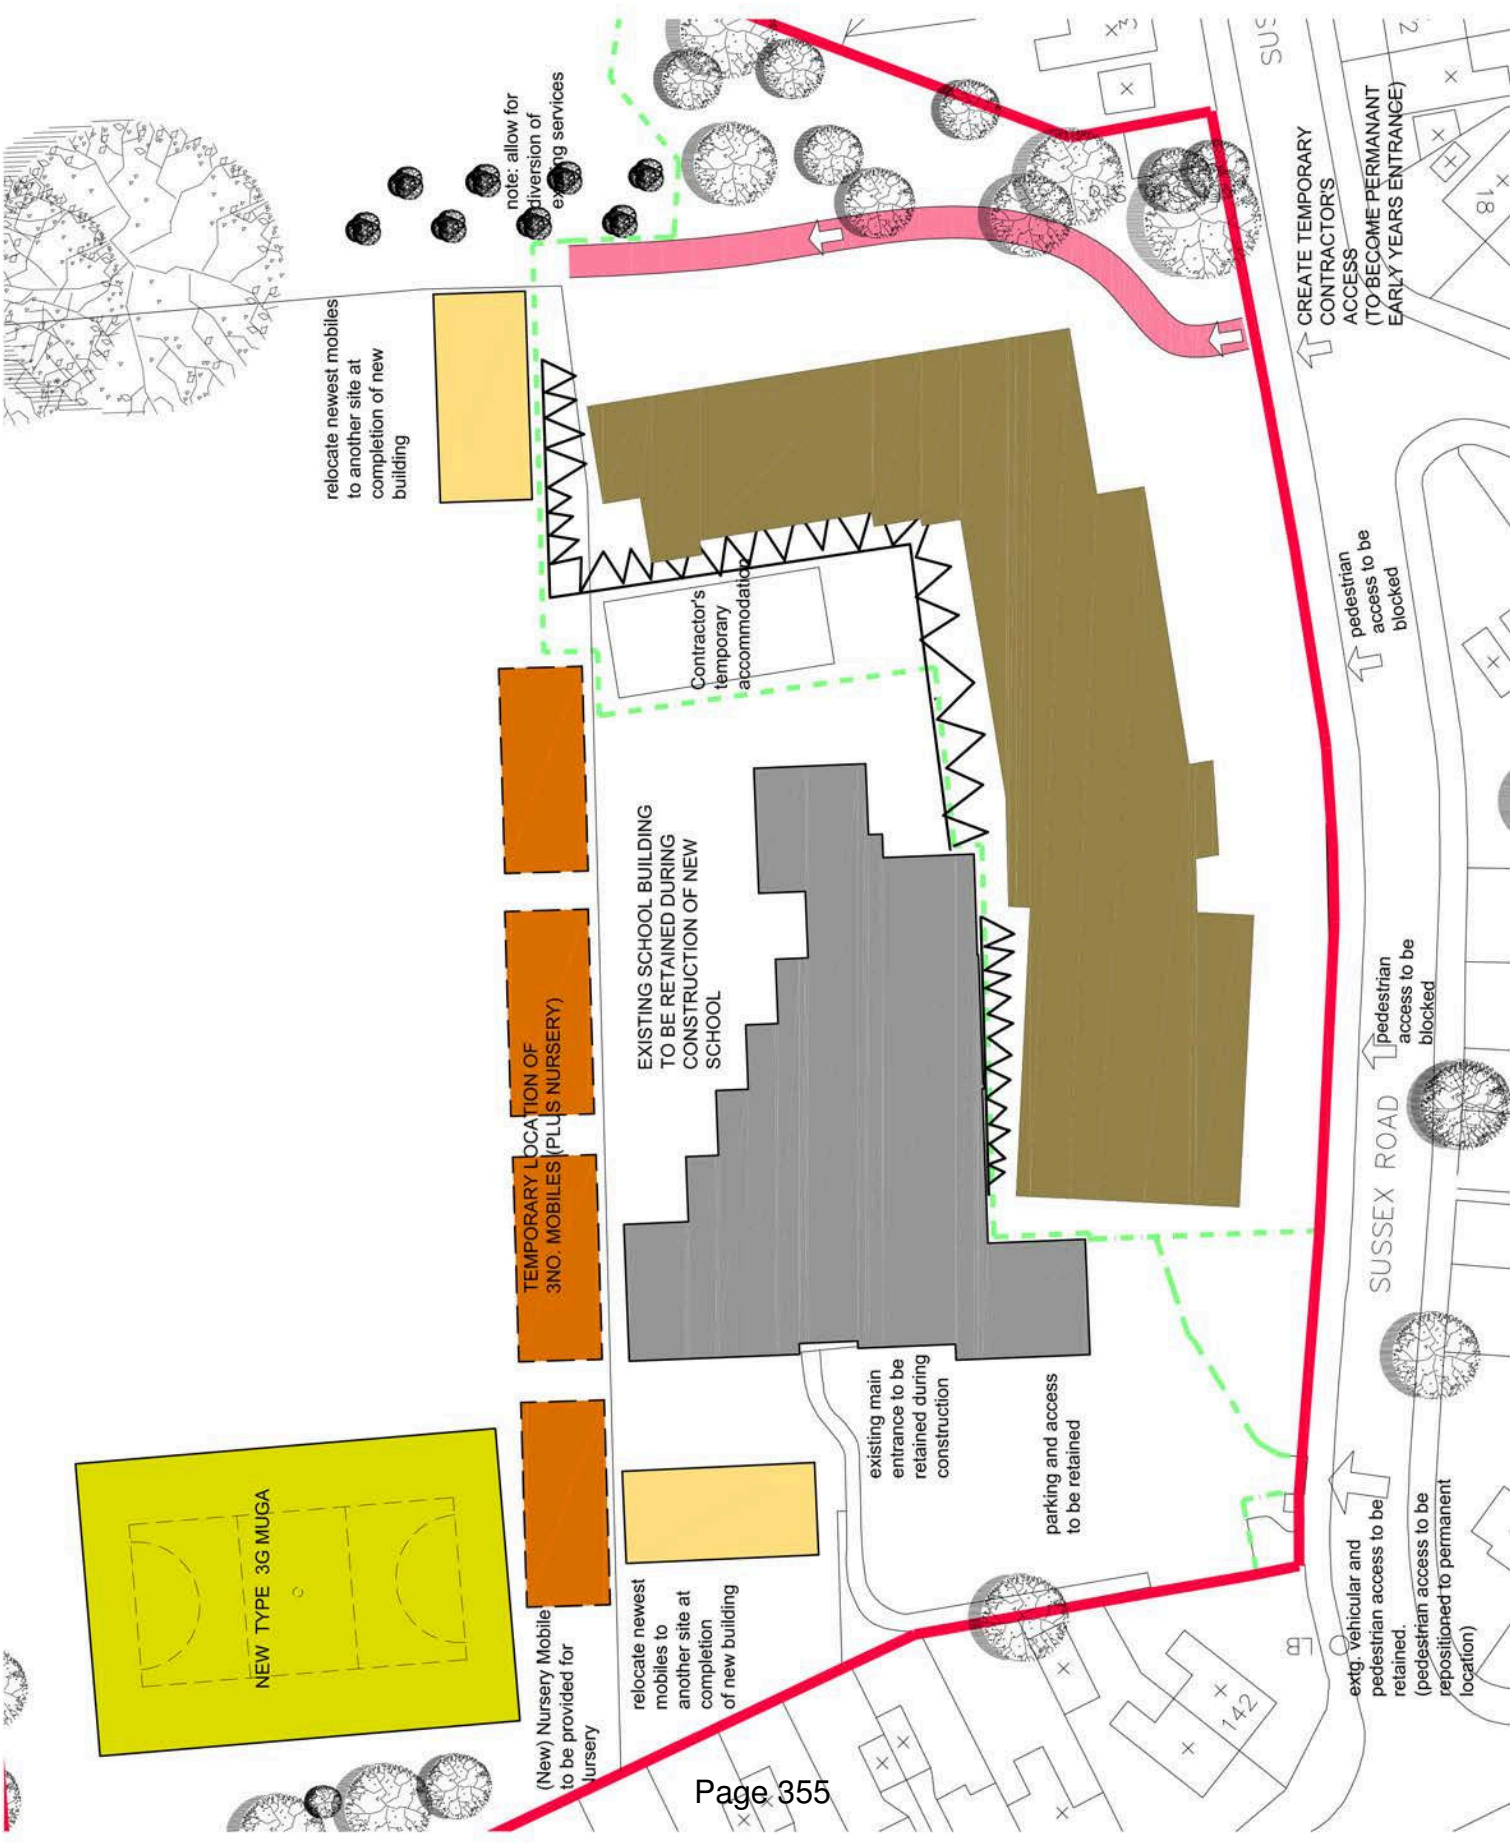 note: allow for
diversion of
services
relocate newest mobiles
to another site at
completion of new
building
CREATE TEMPORARY
CONTRACTOR'S
ACCESS
(TO BECOME PERMANANT
EARLY YEARS ENTRANCE)
Contractor's
temporary
accommodation
pedestrian
access to be
blocked
EXISTING SCHOOL BUILDING
TO BE RETAINED DURING
CONSTRUCTION OF NEW
SCHOOL
TEMPORARY LOCATION OF
3NO. MOBILES (PLUS NURSERY)
pedestrian
access to be
blocked
SUSSEX ROAD
existing main
entrance to be
retained during
construction
parking and access
to be retained
NEW TYPE 3G MUGA
(New) Nursery Mobile
to be provided for
relocate newest
mobiles to
another site at
completion
of new building
extg. vehicular and
pedestrian access to be
retained.
(pedestrian access to be
repositioned to permanent
location)
LB
142
18
SUS
Page 355